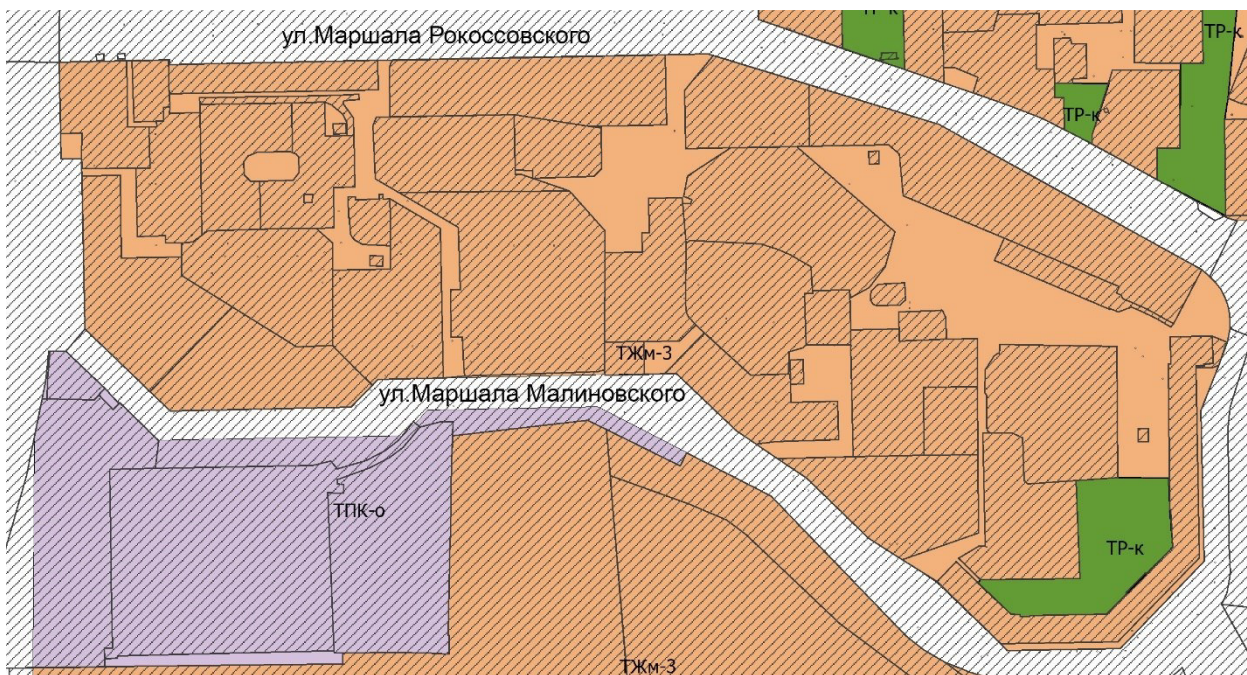 ТР-к
ул.Маршала Рокоссовского
ТР-к
ТР-к
ТЖм-3
ул.Маршала Малиновского
ТПК-о
ТР-к
ТЖм-3